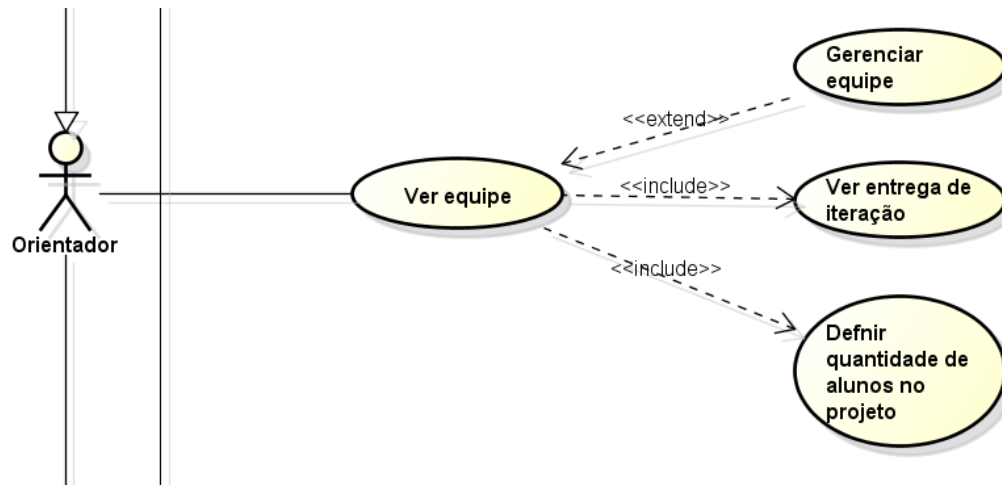 Gerenciar
equipe
<<extend>>
Ver equipe
<<include>>
Ver entrega de
iteração
Orientador
<<include>>
Defnir
quantidade de
alunos no
projeto